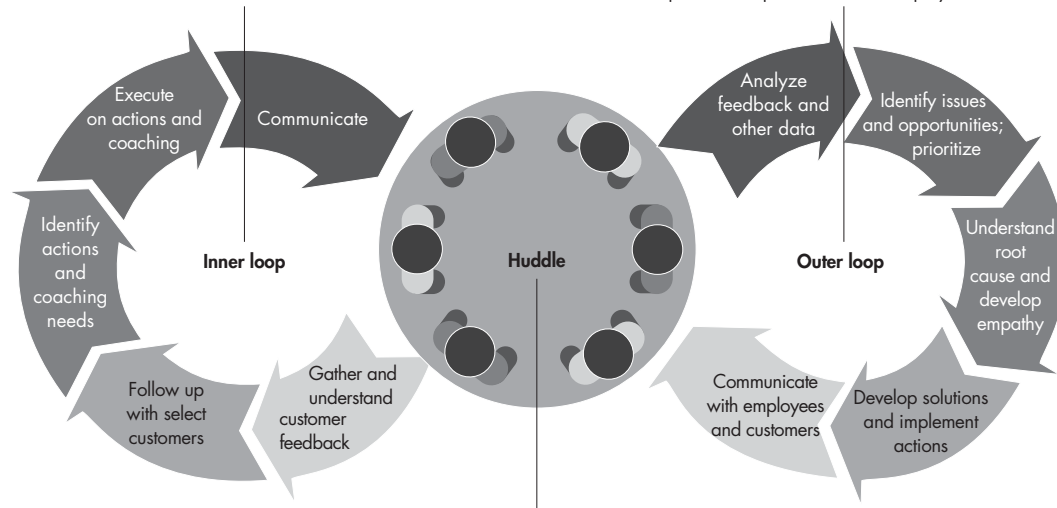 Execute
on actions and
coaching
Communicate
Identify
actions
and
coaching
needs
Inner loop
Follow up
with select
customers
Gather and
understand
customer
feedback
Huddle
Analyze
feedback and
other data
Identify issues
and opportunities;
prioritize
Outer loop
Understand
root
cause and
develop
empathy
Communicate
with employees
and customers
Develop solutions
and implement
actions